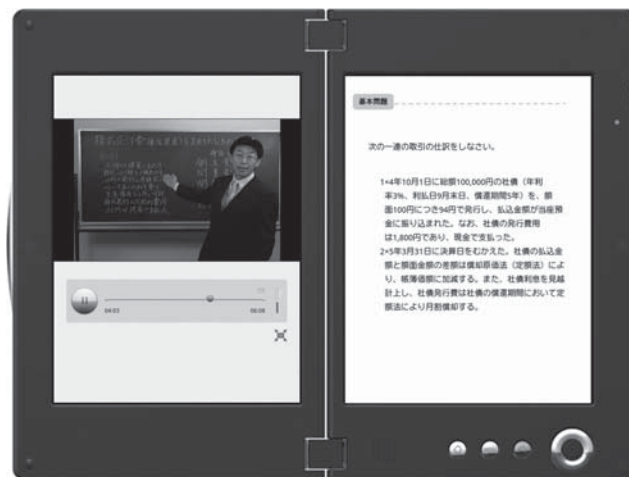 04:03
06:08
基本問題
次の一連の取引の仕訳をしなさい。
1×4年10月1日に総額100,000円の社債（年利
率3%、利払日9月末日、償還期間5年）を、額
面100円につき94円で発行し、払込金額が当座預
金に振り込まれた。なお、社債の発行費用
は1,800円であり、現金で支払った。
2×5年3月31日に決算日をむかえた。社債の払込金
額と額面金額の差額は償却原価法（定額法）によ
り、帳簿価額に加減する。また、社債利息を見越
計上し、社債発行費は社債の償還期間において定
額法により月割償却する。